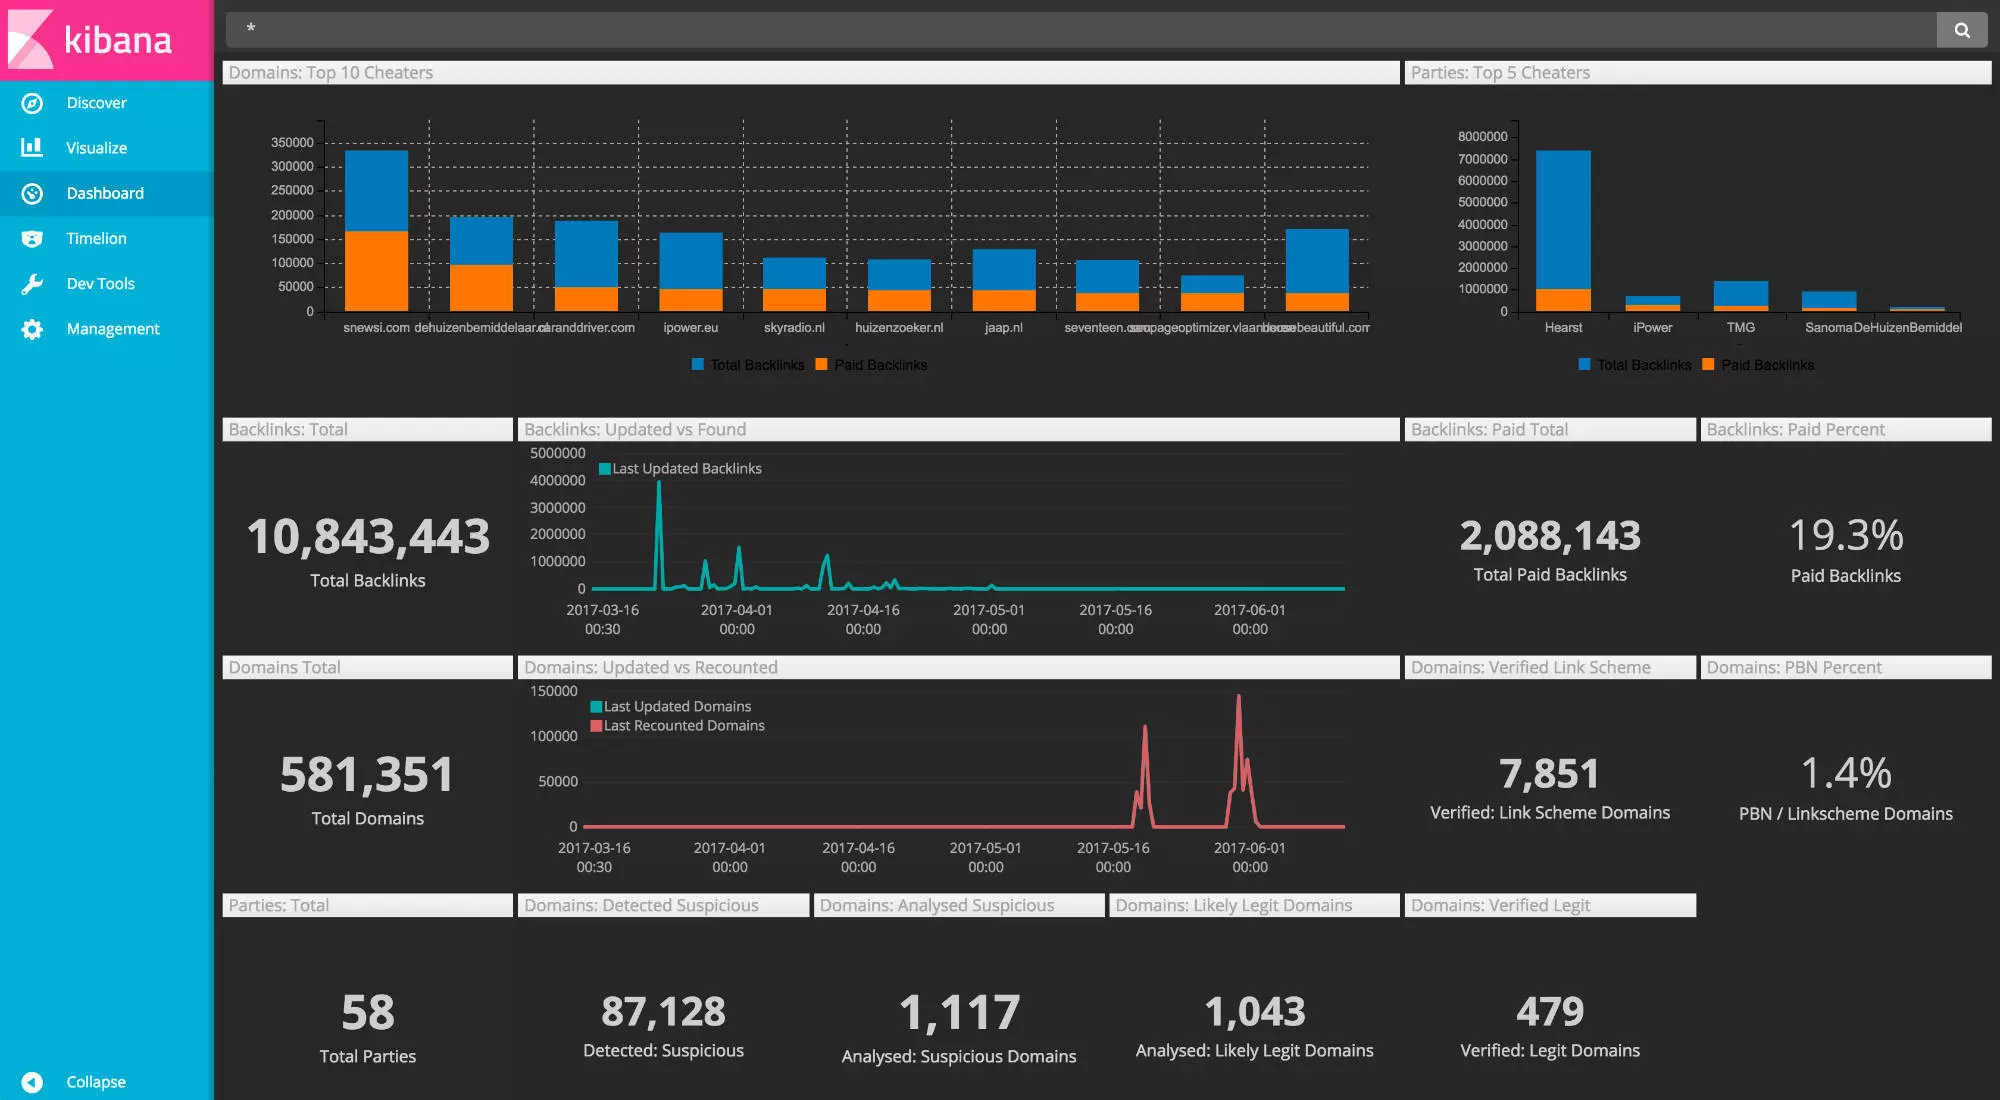 kibana
*
Discover
Visualize
Dashboard
Timelion
Dev Tools
Management
Collapse
Domains: Top 10 Cheaters
350000
300000
250000
200000
150000
100000
50000
0
snewsi.com dehuizenbemiddelaar.nl caranddriver.com ipower.eu skyradio.nl huizenzoeker.nl jaap.nl seventeen.com housebeautiful.com
Total Backlinks Paid Backlinks
Parties: Top 5 Cheaters
8000000
7000000
6000000
5000000
4000000
3000000
2000000
1000000
0
Hearst iPower TMG Sanoma DeHuizenBemiddel
Total Backlinks Paid Backlinks
Backlinks: Total
10,843,443
Total Backlinks
Backlinks: Updated vs Found
5000000
Last Updated Backlinks
4000000
3000000
2000000
1000000
0
2017-03-16 2017-04-01 2017-04-16 2017-05-01 2017-05-16 2017-06-01
00:30 00:00 00:00 00:00 00:00 00:00
Backlinks: Paid Total
2,088,143
Total Paid Backlinks
Backlinks: Paid Percent
19.3%
Paid Backlinks
Domains Total
581,351
Total Domains
Domains: Updated vs Recounted
150000
Last Updated Domains
Last Recounted Domains
100000
50000
0
2017-03-16 2017-04-01 2017-04-16 2017-05-01 2017-05-16 2017-06-01
00:30 00:00 00:00 00:00 00:00 00:00
Domains: Verified Link Scheme
7,851
Verified: Link Scheme Domains
Domains: PBN Percent
1.4%
PBN / Linkscheme Domains
Parties: Total
58
Total Parties
Domains: Detected Suspicious
87,128
Detected: Suspicious
Domains: Analysed Suspicious
1,117
Analysed: Suspicious Domains
Domains: Likely Legit Domains
1,043
Analysed: Likely Legit Domains
Domains: Verified Legit
479
Verified: Legit Domains